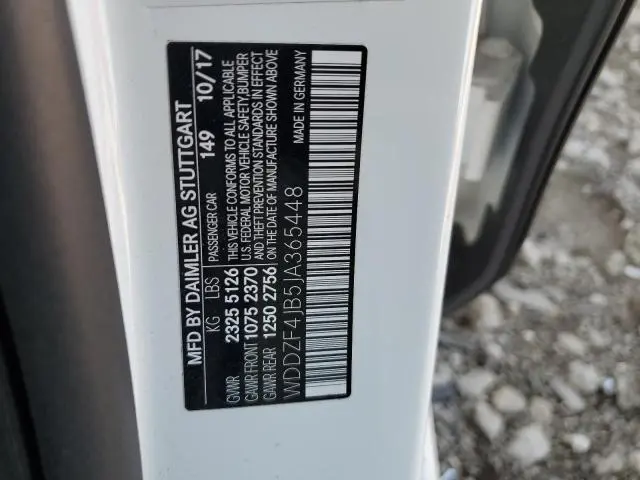 MFD BY DAIMLER AG STUTTGART
PASSENGER CAR 149 10/17
KG LBS
GVWR 2325 5126
GAWR FRONT 1075 2370
GAWR REAR 1250 2756
THIS VEHICLE CONFORMS TO ALL APPLICABLE
U.S. FEDERAL MOTOR VEHICLE SAFETY,BUMPER
AND THEFT PREVENTION STANDARDS IN EFFECT
ON THE DATE OF MANUFACTURE SHOWN ABOVE
WDDZF4JB5JA365448 MADE IN GERMANY